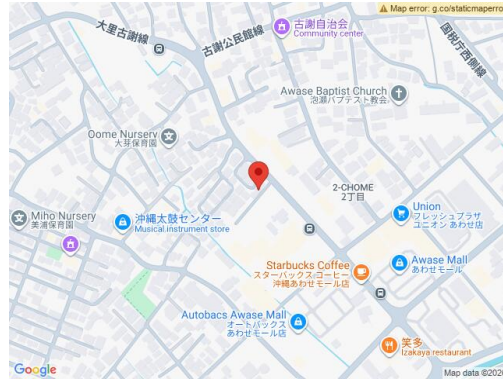 Map error: g.co/staticmaperro
大里古謝線
古謝公民館線
古謝自治会
Community center
国税庁西側線
Awase Baptist Church
泡瀬バプテスト教会
Oome Nursery
大芽保育園
2-CHOME
2丁目
Miho Nursery
美浦保育園
沖縄太鼓センター
Musical instrument store
Union
フレッシュプラザ
ユニオン あわせ店
Starbucks Coffee
スターバックス コーヒー
沖縄あわせモール店
Awase Mall
あわせモール
Autobacs Awase Mall
オートバックス
あわせモール店
笑多
Izakaya restaurant
Google
Map data ©202